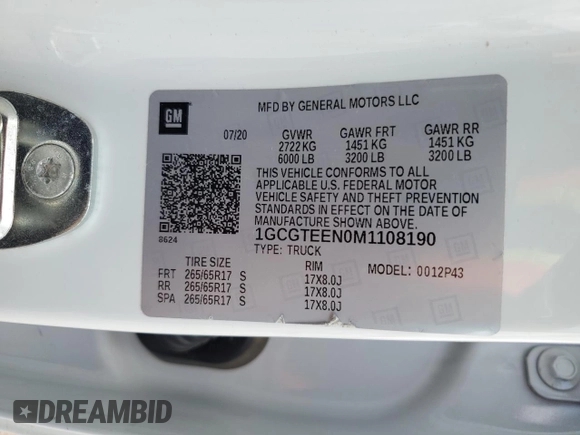 GM
MFD BY GENERAL MOTORS LLC
07/20 GVWR GAWR FRT GAWR RR
2722 KG 1451 KG 1451 KG
6000 LB 3200 LB 3200 LB
THIS VEHICLE CONFORMS TO ALL
APPLICABLE U.S. FEDERAL MOTOR
VEHICLE SAFETY AND THEFT PREVENTION
STANDARDS IN EFFECT ON THE DATE OF
MANUFACTURE SHOWN ABOVE.
8624
1GCGTEEN0M1108190
TYPE: TRUCK
TIRE SIZE RIM MODEL: 0012P43
FRT 265/65R17 S 17X8.0J
RR 265/65R17 S 17X8.0J
SPA 265/65R17 S 17X8.0J
DREAMBID